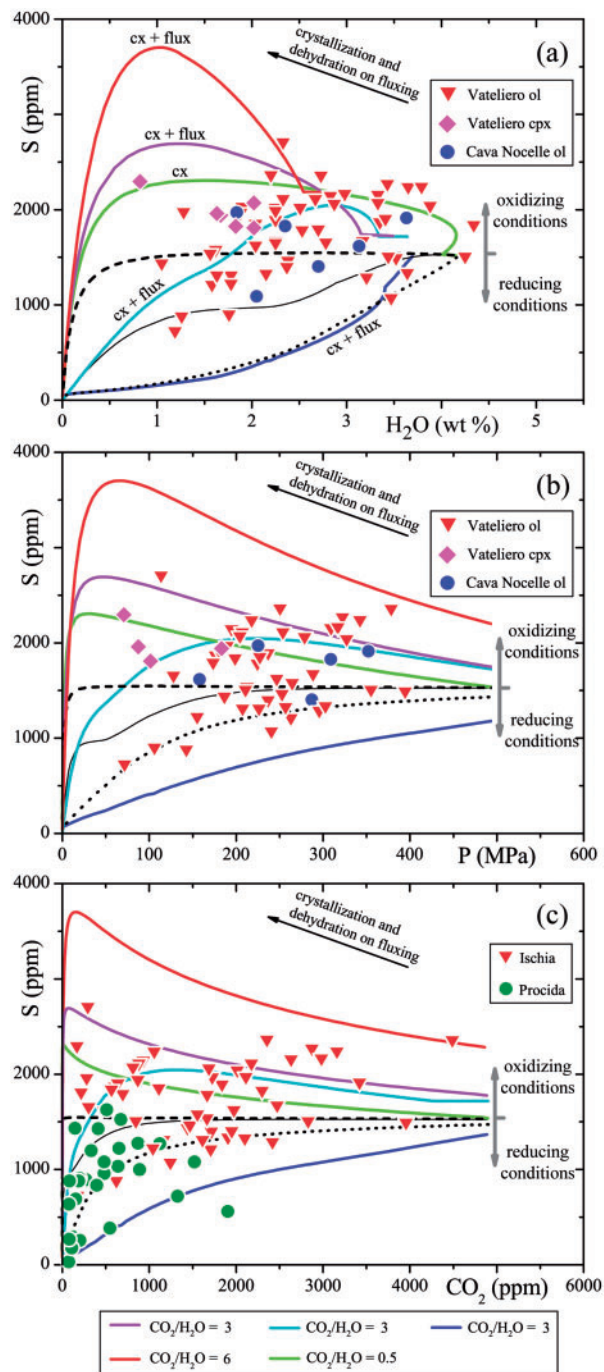 4000
(a)
crystallization and
dehydration on fluxing
cx + flux
S (ppm)
3000
Vateliero ol
Vateliero cpx
Cava Nocelle ol
cx + flux
cx
2000
oxidizing
conditions
1000
reducing
conditions
cx + flux
cx + flux
0
0 1 2 3 4 5
H₂O (wt %)
4000
(b)
crystallization and
dehydration on fluxing
S (ppm)
3000
Vateliero ol
Vateliero cpx
Cava Nocelle ol
2000
oxidizing
conditions
1000
reducing
conditions
0
0 100 200 300 400 600
P (MPa)
4000
(c)
crystallization and
dehydration on fluxing
S (ppm)
3000
Ischia
Procida
2000
oxidizing
conditions
1000
reducing
conditions
0
0 1000 2000 3000 4000 6000
CO₂ (ppm)
CO₂/H₂O = 3 CO₂/H₂O = 3 CO₂/H₂O = 3
CO₂/H₂O = 6 CO₂/H₂O = 0.5